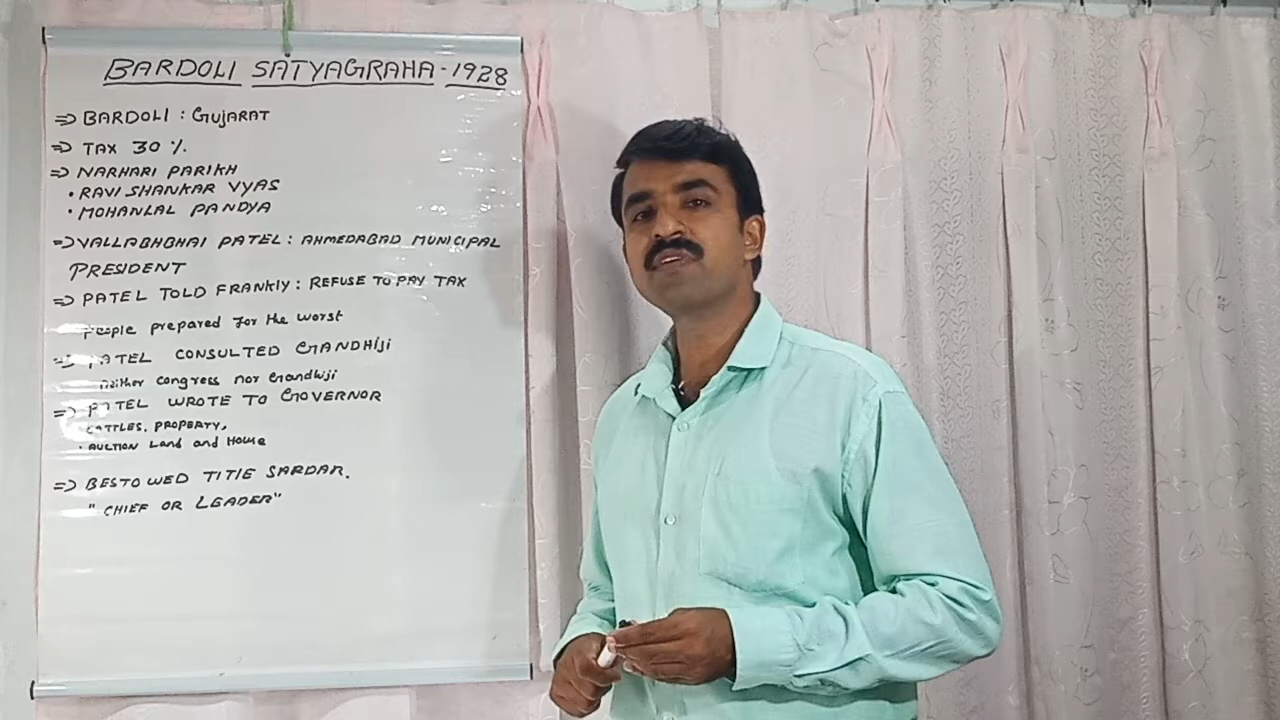 BARDOLI SATYAGRAHA - 1928
⇒ BARDOLI : GUJARAT
⇒ TAX 30 %.
⇒ NARHARI PARIKH
• RAVI SHANKAR VYAS
• MOHANLAL PANDYA
⇒ VALLABHBHAI PATEL : AHMEDABAD MUNICIPAL
PRESIDENT
⇒ PATEL TOLD FRANKLY : REFUSE TO PAY TAX
People prepared for the worst
⇒ PATEL CONSULTED GANDHIji
neither congress nor Gandhiji
⇒ PATEL WROTE TO GOVERNOR
CATTLES, PROPERTY,
• AUCTION Land and House
⇒ BESTOWED TITLE SARDAR.
"CHIEF OR LEADER"